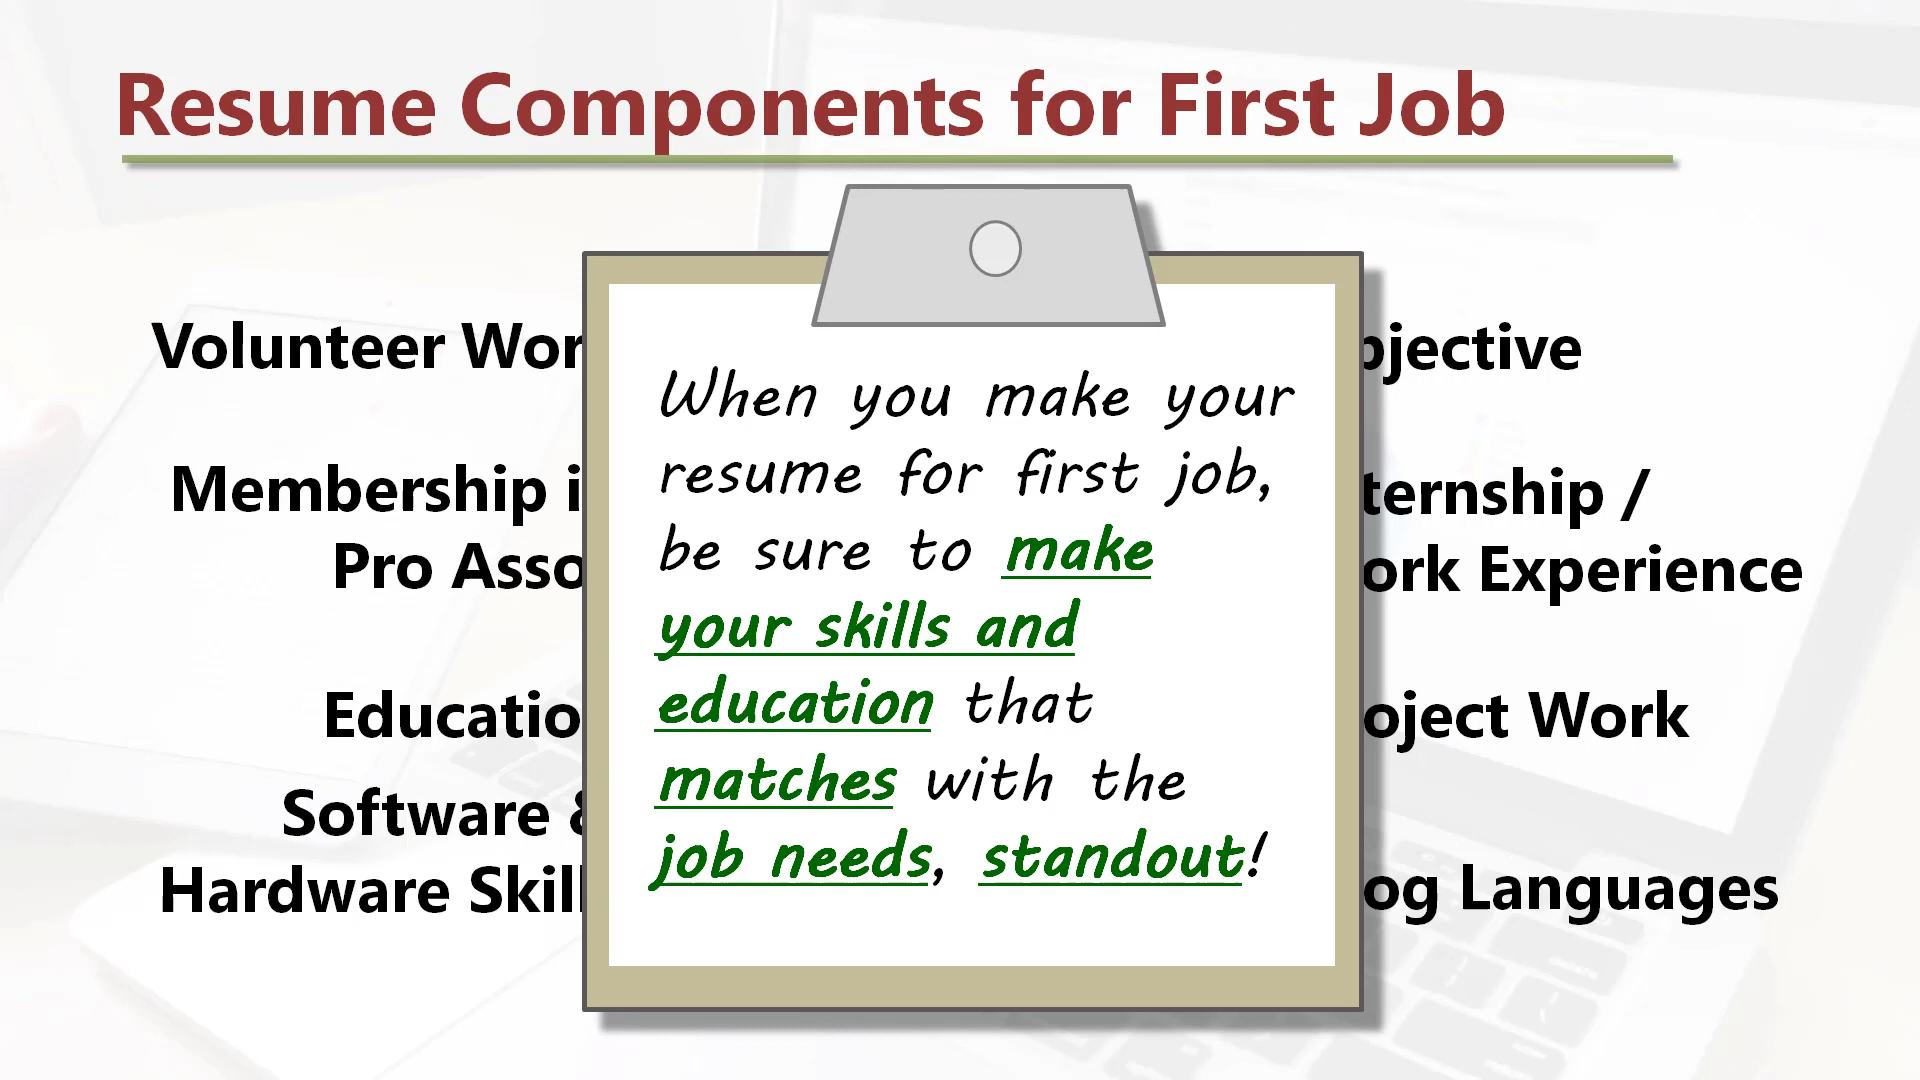 Resume Components for First Job
Volunteer Wor
Membership i
Pro Asso
Educatio
Software &
Hardware Skill
When you make your
resume for first job,
be sure to make
your skills and
education that
matches with the
job needs, standout!
bjective
ternship /
ork Experience
oject Work
og Languages